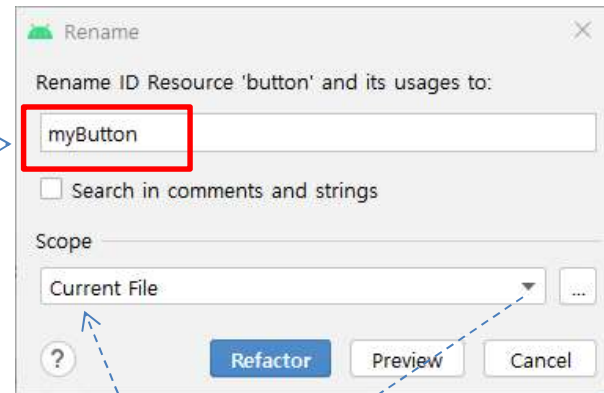 Rename
Rename ID Resource 'button' and its usages to:
myButton
Search in comments and strings
Scope
Current File
...
? Refactor Preview Cancel